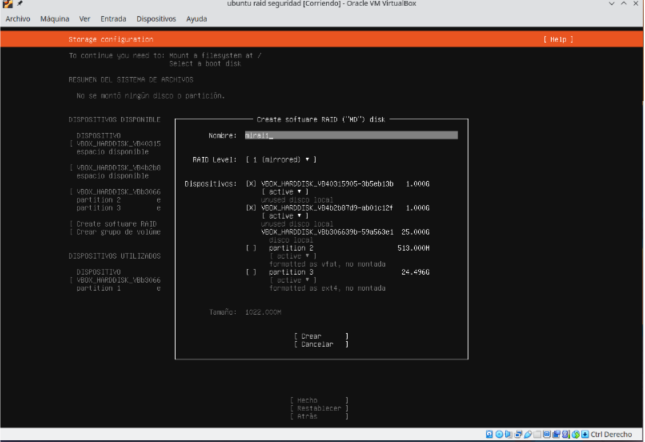 ubuntu raid seguridad [Corriendo] - Oracle VM VirtualBox
Archivo Máquina Ver Entrada Dispositivos Ayuda
Storage configuration [ Help ]
To continue you need to: Mount a filesystem at /
Select a boot disk
RESUMEN DEL SISTEMA DE ARCHIVOS
No se montó ningún disco o partición.
DISPOSITIVOS DISPONIBLE
DISPOSITIVO
[ VBOX_HARDDISK_VB40315
espacio disponible
[ VBOX_HARDDISK_VB4b2b8
espacio disponible
[ VBOX_HARDDISK_VBb3066
partition 2 e
partition 3 e
[ Create software RAID
[ Crear grupo de volúme
DISPOSITIVOS UTILIZADOS
DISPOSITIVO
[ VBOX_HARDDISK_VBb3066
partition 1 e
Create software RAID ("MD") disk
Nombre: miraid_
RAID Level: [ 1 (mirrored) ▾ ]
Dispositivos: [X] VBOX_HARDDISK_VB40315905-3b5eb13b 1.000G
[ active ▾ ]
unused disco local
[X] VBOX_HARDDISK_VB4b2b87d9-ab01c12f 1.000G
[ active ▾ ]
unused disco local
VBOX_HARDDISK_VBb306639b-59a563e1 25.000G
disco local
[ ] partition 2 513.000M
[ active ▾ ]
formatted as vfat, no montada
[ ] partition 3 24.496G
[ active ▾ ]
formatted as ext4, no montada
Tamaño: 1022.000M
[ Crear ]
[ Cancelar ]
[ Hecho ]
[ Restablecer ]
[ Atrás ]
Ctrl Derecho